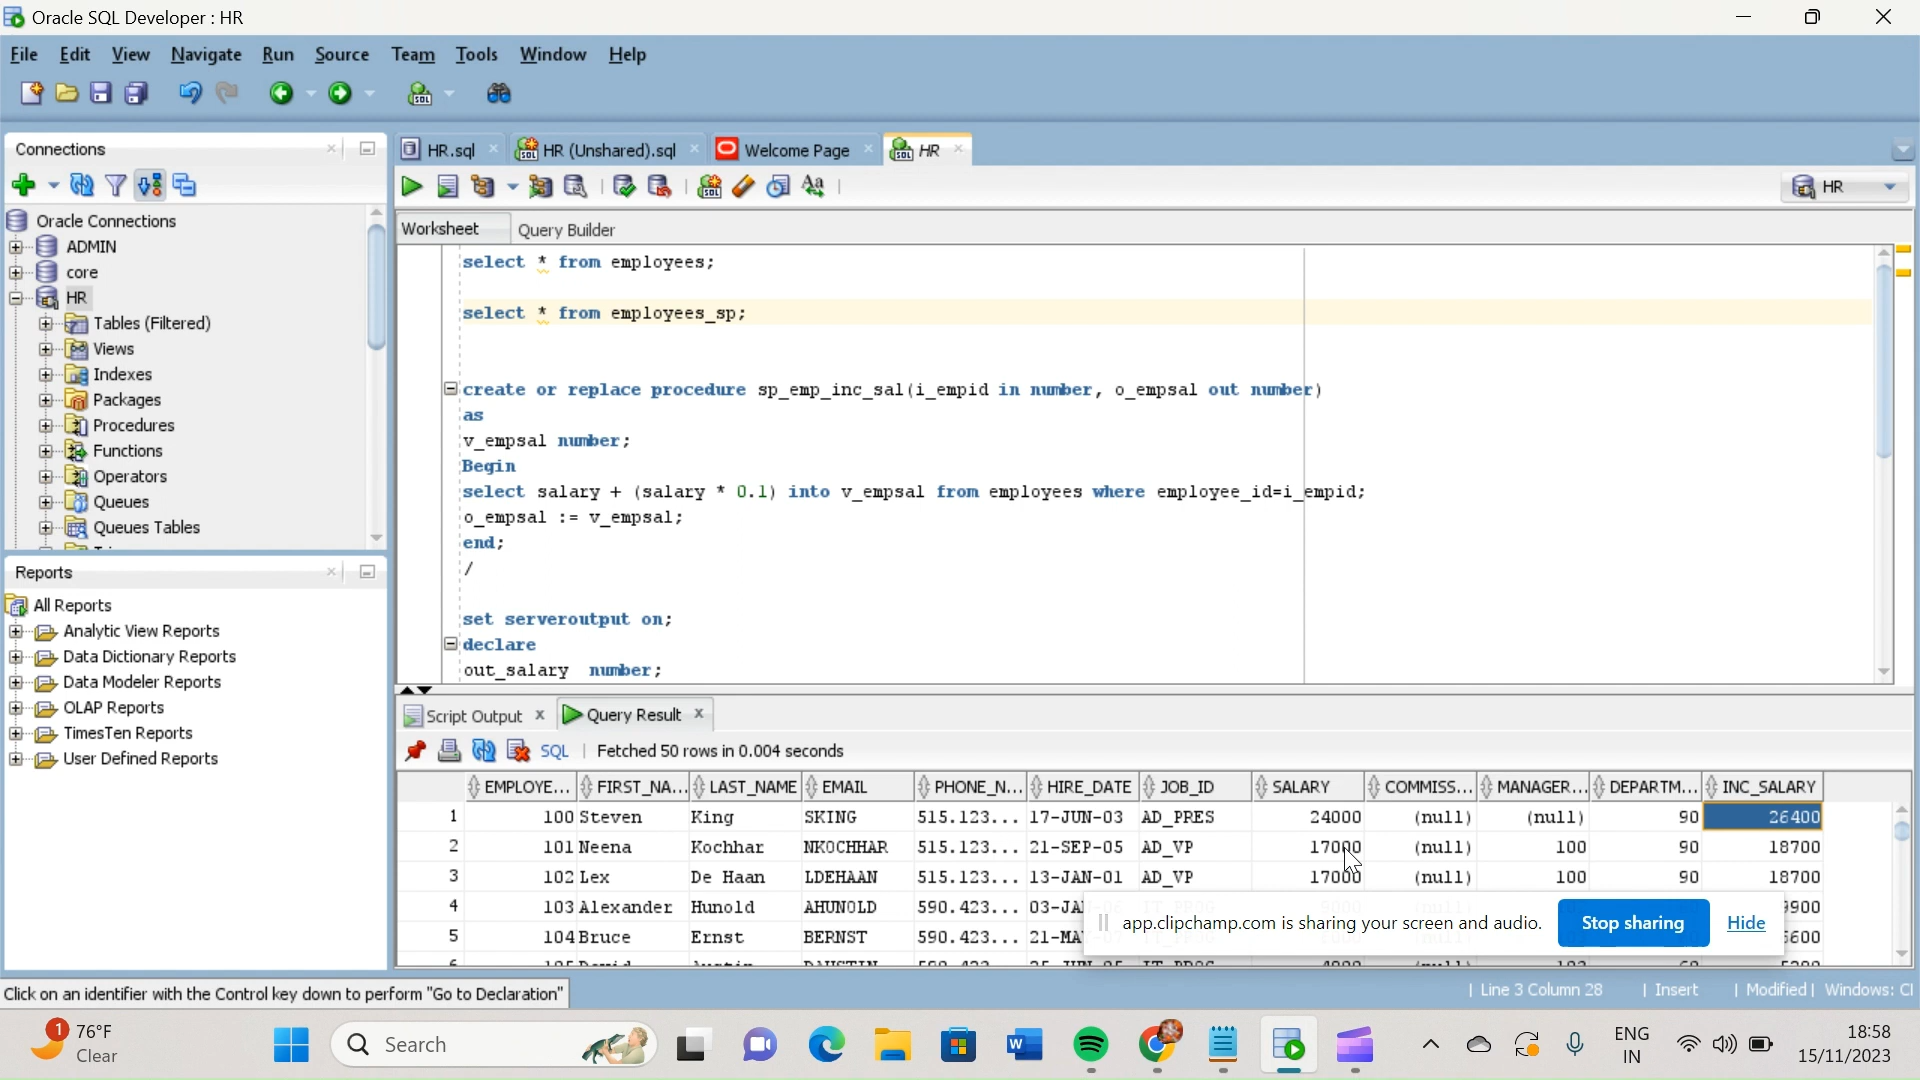 Oracle SQL Developer : HR
File Edit View Navigate Run Source Team Tools Window Help
Connections
Oracle Connections
ADMIN
core
HR
Tables (Filtered)
Views
Indexes
Packages
Procedures
Functions
Operators
Queues
Queues Tables
Reports
All Reports
Analytic View Reports
Data Dictionary Reports
Data Modeler Reports
OLAP Reports
TimesTen Reports
User Defined Reports
HR.sql HR (Unshared).sql Welcome Page HR
HR
Worksheet Query Builder
select * from employees;
select * from employees_sp;
create or replace procedure sp_emp_inc_sal(i_empid in number, o_empsal out number)
as
v_empsal number;
Begin
select salary + (salary * 0.1) into v_empsal from employees where employee_id=i_empid;
o_empsal := v_empsal;
end;
/
set serveroutput on;
declare
out_salary number;
Script Output Query Result
SQL Fetched 50 rows in 0.004 seconds
EMPLOYE... FIRST_NA... LAST_NAME EMAIL PHONE_N... HIRE_DATE JOB_ID SALARY COMMISS... MANAGER... DEPARTM... INC_SALARY
1 100 Steven King SKING 515.123... 17-JUN-03 AD_PRES 24000 (null) (null) 90 26400
2 101 Neena Kochhar NKOCHHAR 515.123... 21-SEP-05 AD_VP 17000 (null) 100 90 18700
3 102 Lex De Haan LDEHAAN 515.123... 13-JAN-01 AD_VP 17000 (null) 100 90 18700
4 103 Alexander Hunold AHUNOLD 590.423... 03-JA 9900
5 104 Bruce Ernst BERNST 590.423... 21-MA 6600
app.clipchamp.com is sharing your screen and audio. Stop sharing Hide
Click on an identifier with the Control key down to perform "Go to Declaration"
Line 3 Column 28 Insert Modified Windows: Cl
1 76°F
Clear
Search
ENG
IN
18:58
15/11/2023